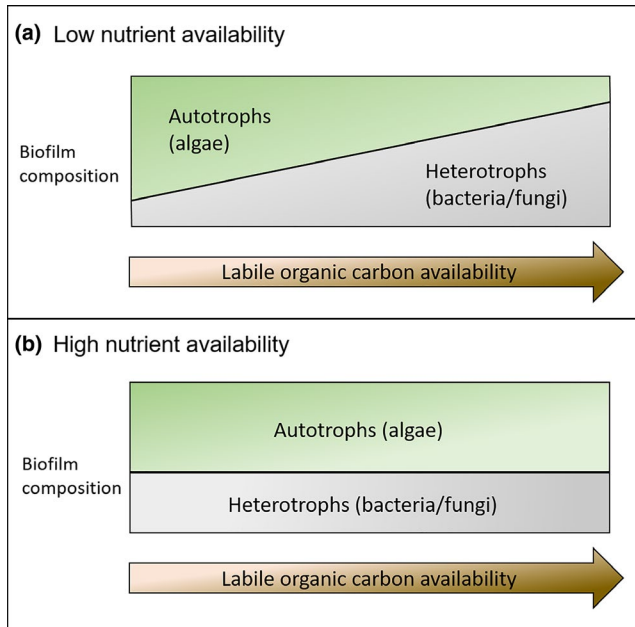 (a) Low nutrient availability
Autotrophs
(algae)
Biofilm
composition
Heterotrophs
(bacteria/fungi)
Labile organic carbon availability
(b) High nutrient availability
Autotrophs (algae)
Biofilm
composition
Heterotrophs (bacteria/fungi)
Labile organic carbon availability